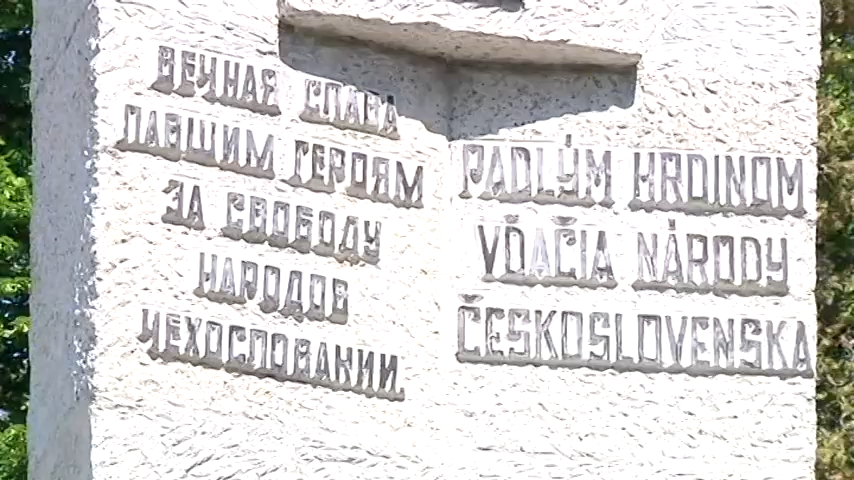 ВЕЧНАЯ СЛАВА
ПАВШИМ ГЕРОЯМ
ЗА СВОБОДУ
НАРОДОВ
ЧЕХОСЛОВАКИИ.
PADLÝM HRDINOM
VĎAČIA NÁRODY
ČESKOSLOVENSKA